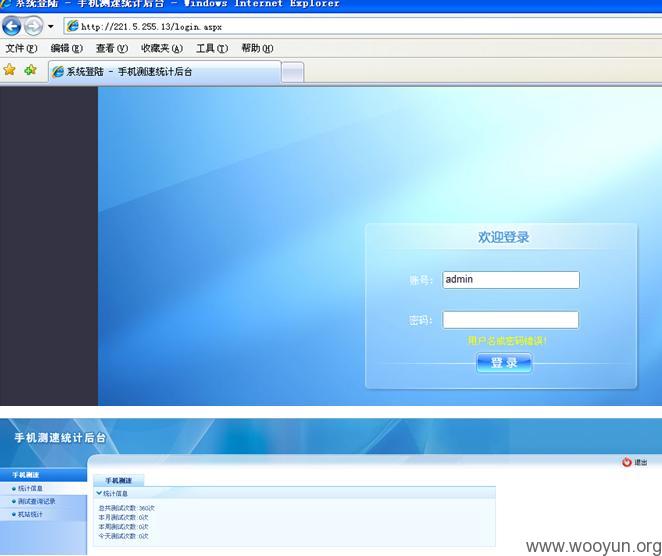 系统登陆 - 手机测速统计后台 - Windows Internet Explorer
http://221.5.255.13/login.aspx
文件(F) 编辑(E) 查看(V) 收藏夹(A) 工具(T) 帮助(H)
系统登陆 - 手机测速统计后台
欢迎登录
账号: admin
密码:
用户名或密码错误!
登 录
手机测速统计后台
退出
手机测速
手机测速
统计信息
统计信息
测试查询记录
机站统计
总共测试次数:360次
本月测试次数:0次
本周测试次数:0次
今天测试次数:0次
www.wooyun.org